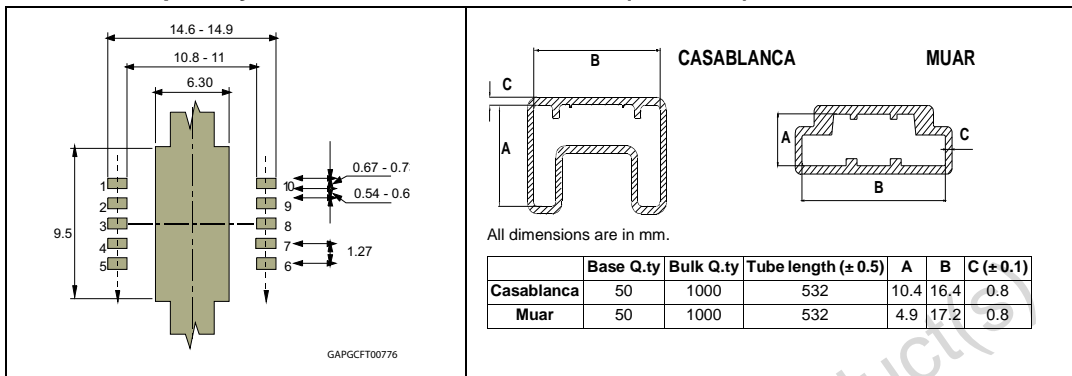 14.6 - 14.9
10.8 - 11
6.30
9.5
1
2
3
4
5
10
9
8
7
6
0.67 - 0.7
0.54 - 0.6
1.27
GAPGCFT00776
CASABLANCA
MUAR
B
C
A
A
C
B
All dimensions are in mm.
Base Q.ty Bulk Q.ty Tube length (± 0.5) A B C (± 0.1)
Casablanca 50 1000 532 10.4 16.4 0.8
Muar 50 1000 532 4.9 17.2 0.8